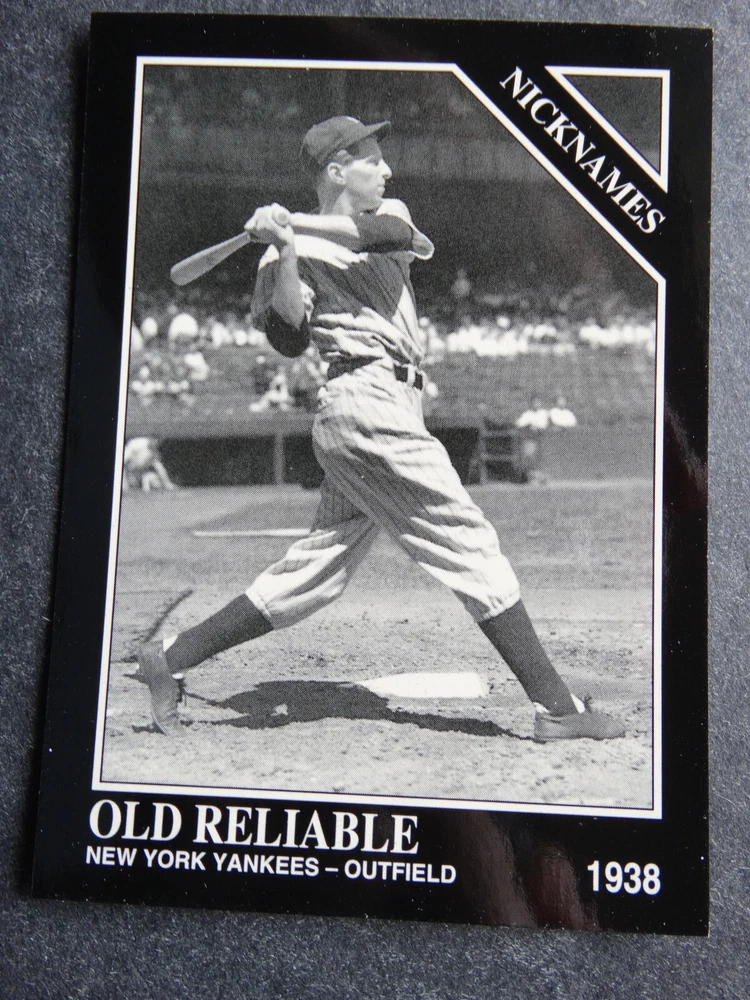 NICKNAMES
OLD RELIABLE
NEW YORK YANKEES – OUTFIELD
1938